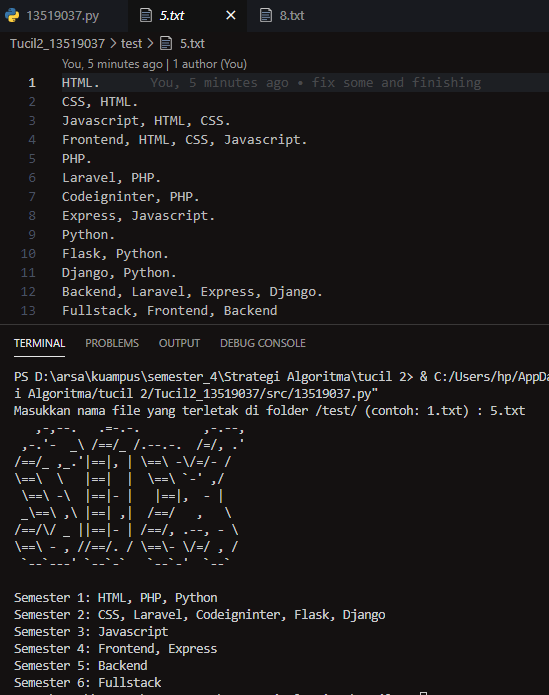 13519037.py 5.txt × 8.txt
Tucil2_13519037 > test > 5.txt
You, 5 minutes ago | 1 author (You)
1 HTML. You, 5 minutes ago • fix some and finishing
2 CSS, HTML.
3 Javascript, HTML, CSS.
4 Frontend, HTML, CSS, Javascript.
5 PHP.
6 Laravel, PHP.
7 Codeigninter, PHP.
8 Express, Javascript.
9 Python.
10 Flask, Python.
11 Django, Python.
12 Backend, Laravel, Express, Django.
13 Fullstack, Frontend, Backend
TERMINAL PROBLEMS OUTPUT DEBUG CONSOLE
PS D:\arsa\kuampus\semester_4\Strategi Algoritma\tucil 2> & C:/Users/hp/AppDa
i Algoritma/tucil 2/Tucil2_13519037/src/13519037.py"
Masukkan nama file yang terletak di folder /test/ (contoh: 1.txt) : 5.txt
Semester 1: HTML, PHP, Python
Semester 2: CSS, Laravel, Codeigninter, Flask, Django
Semester 3: Javascript
Semester 4: Frontend, Express
Semester 5: Backend
Semester 6: Fullstack